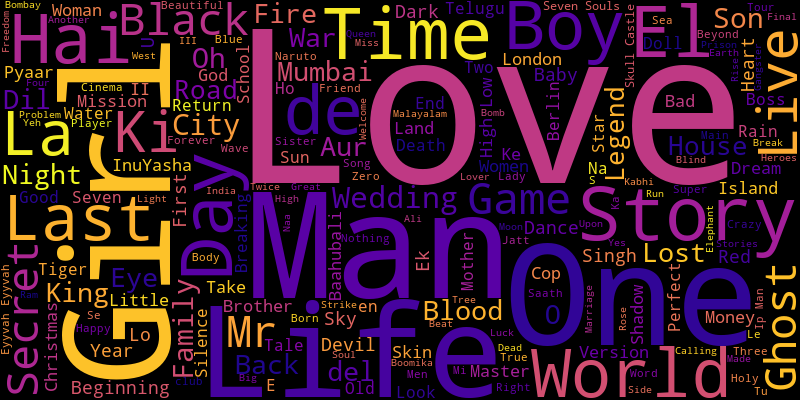 Bombay
Another
Woman
Beautiful
Black
Fire
Time
Dark
Telugu
Seven Souls
Boy
El
Son
Tour
Final
Freedom
Hai
III
Blue
Queen
Miss
War
Sea
Beyond
Prison
Earth
Live
West
Naruto
School
Oh
London
Doll
Skull Castle
Heart
Rise
Gangster
Pyaar
Cinema
Four
God
Mumbai
Two
Baby
Boss
Dil
Mission
II
Road
Ho
Friend
de
End
High Low
Berlin
Star
Legend
Bad
Problem
Water
Return
Love
Yeh
Player
Ki
City
Welcome
Malayalam
Bomb
Land
Death
Main
Rain
Break
La
Forever
Wave
Sister
Aur
House
Blind
Heroes
InuYasha
Sun
Song
Ke
Women
Na
Dream
Night
Girl
First
Zero
Lover
Lady
S
Kabhi
Super
Good
Seven
Light
Twice
Great
Wedding
Game
Ka
Run
Island
India
High
Last
Day
Man
Naa
Ali
Moon
Upon
Story
Elephant
Crazy
Breaking
Baahubali
Nothing
Jatt
Dance
Yes
Stories
Secret
Body
Ek
Mother
One
Singh
Lost
Red
Tiger
Eye
Cop
Perfect
Eyyvah Eyyvah
Ram
King
Little
Take
Saath
Ghost
Christmas
Se
Brother
Born
Strike
en
Tree
Blood
O
Marriage
Rose
Shadow
Money
Ip Man
Happy
Lo
Family
Silence
Mr
Sky
Beat
Luck
Le
Year
Life
Tale
Devil
Dead
Calling
Back
Soul
Skin
True
Version
Three
Beginning
Club
Big
E
del
Boomika
Look
Old
Men
Mi
Master
Right
World
Word
Made
Side
Holy
Tu